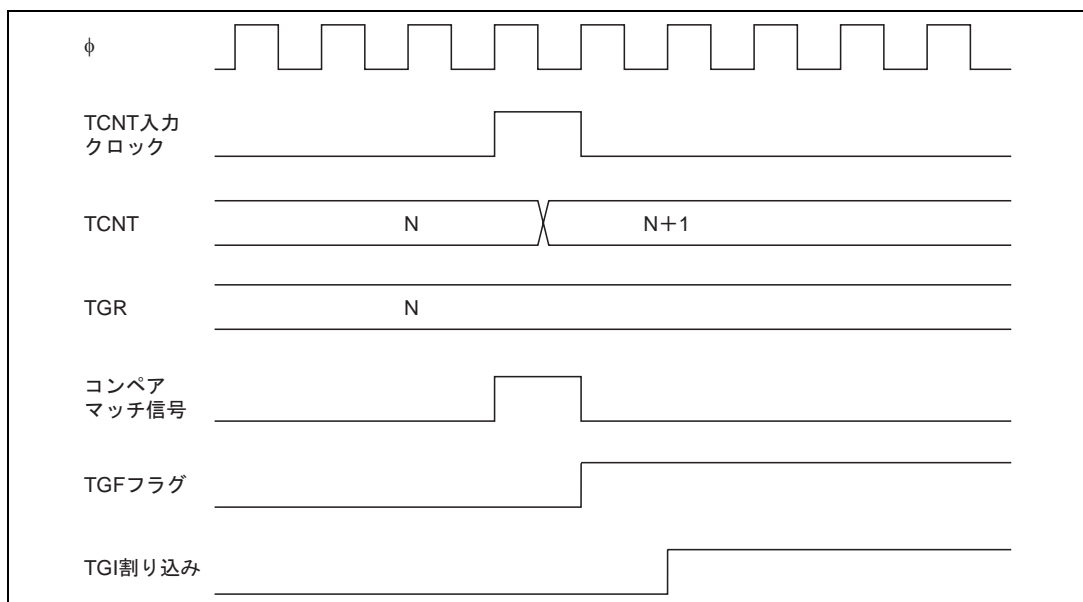 φ
TCNT入力
クロック
TCNT
N
N+1
TGR
N
コンペア
マッチ信号
TGFフラグ
TGI割り込み